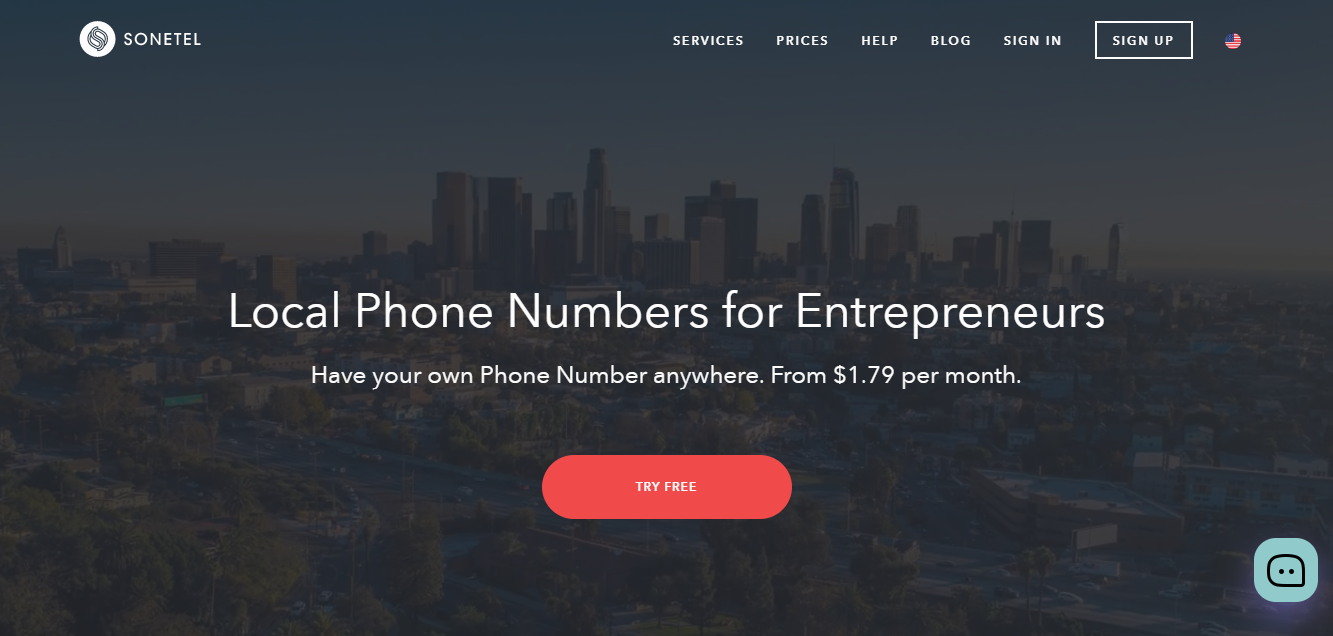 SONETEL
SERVICES
PRICES
HELP
BLOG
SIGN IN
SIGN UP
Local Phone Numbers for Entrepreneurs
Have your own Phone Number anywhere. From $1.79 per month.
TRY FREE